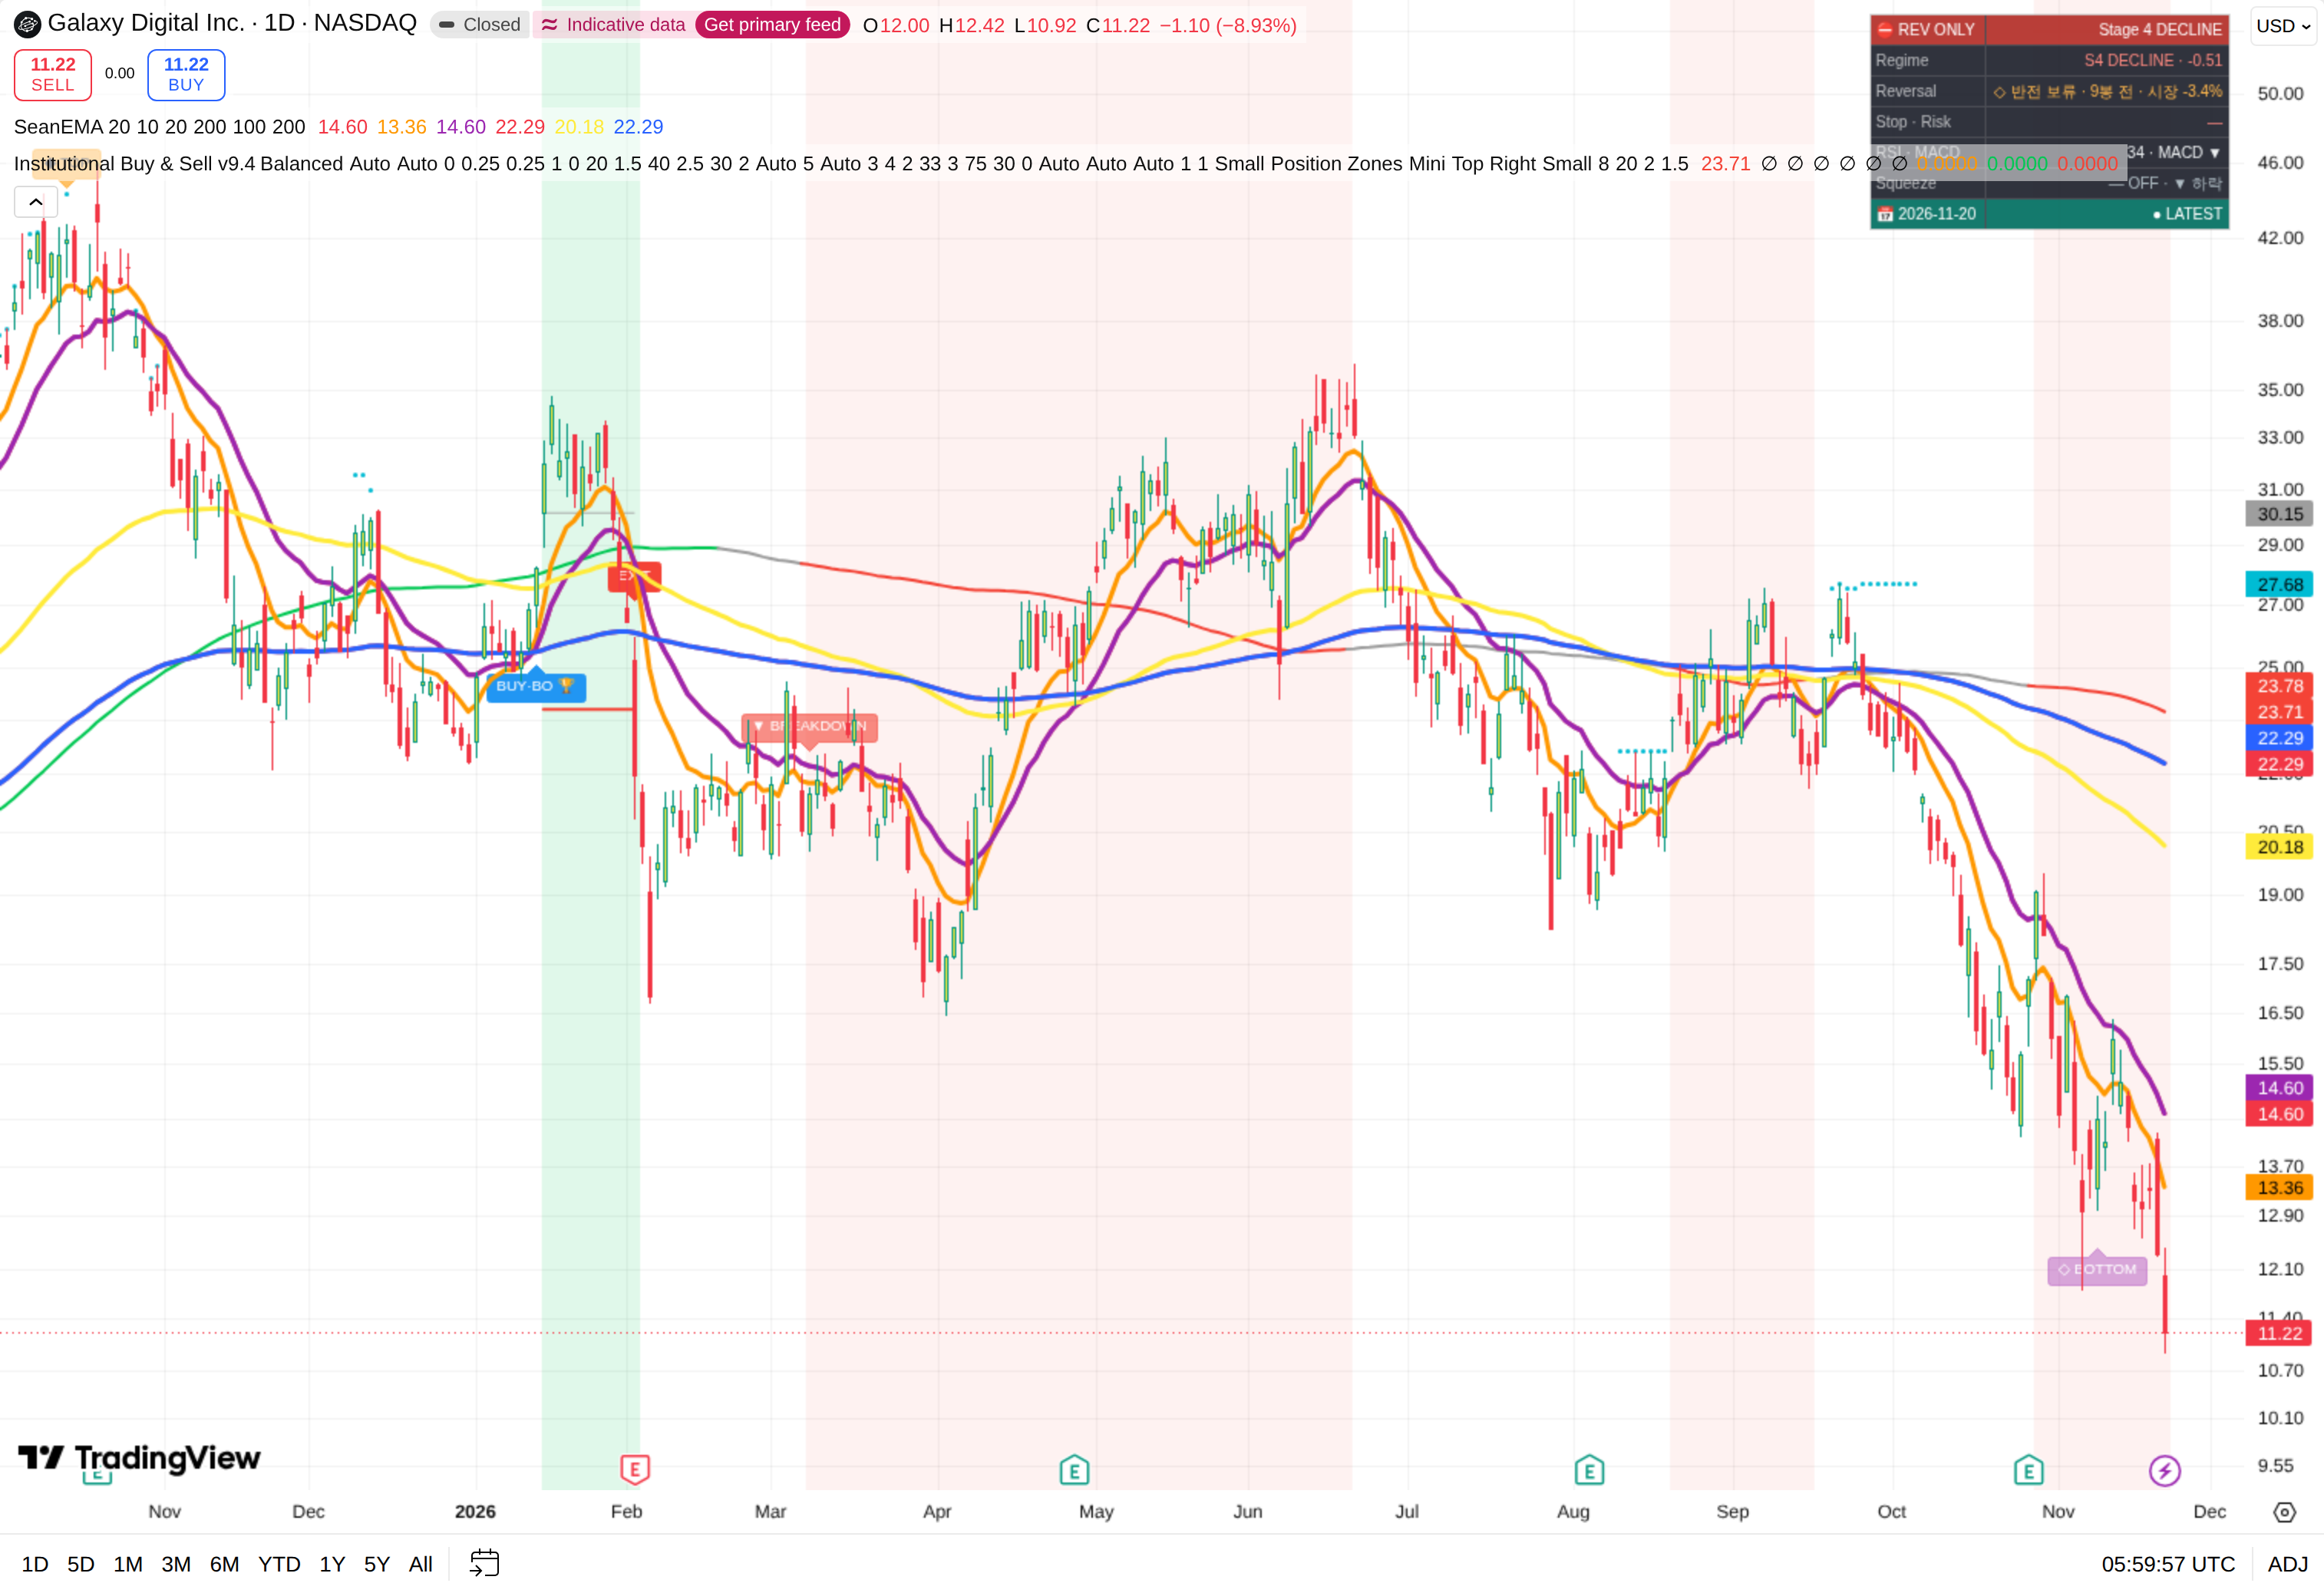 Galaxy Digital Inc. · 1D · NASDAQ Closed Indicative data Get primary feed O12.00 H12.42 L10.92 C11.22 −1.10 (−8.93%)
11.22 SELL 0.00 11.22 BUY
SeanEMA 20 10 20 200 100 200 14.60 13.36 14.60 22.29 20.18 22.29
Institutional Buy & Sell v9.4 Balanced Auto Auto 0 0.25 0.25 1 0 20 1.5 40 2.5 30 2 Auto 5 Auto 3 4 2 33 3 75 30 0 Auto Auto Auto 1 1 Small Position Zones Mini Top Right Small 8 20 2 1.5 23.71 ∅ ∅ ∅ ∅ ∅ ∅ 0.0000 0.0000 0.0000
REV ONLY Stage 4 DECLINE
Regime S4 DECLINE · -0.51
Reversal ◇ 반전 보류 · 9봉 전 · 시장 -3.4%
Stop · Risk —
RSI · MACD 34 · MACD ▼
Squeeze — OFF · ▼ 하락
2026-11-20 ● LATEST
USD
50.00
46.00
42.00
38.00
35.00
33.00
31.00
30.15
29.00
27.68
27.00
25.00
23.78
23.71
22.29
22.29
20.50
20.18
19.00
17.50
16.50
15.50
14.60
14.60
13.70
13.36
12.90
12.10
11.40
11.22
10.70
10.10
9.55
BUY-BO
▼ BREAKDOWN
◇ BOTTOM
TradingView
E E E E E
Nov Dec 2026 Feb Mar Apr May Jun Jul Aug Sep Oct Nov Dec
1D 5D 1M 3M 6M YTD 1Y 5Y All 05:59:57 UTC ADJ